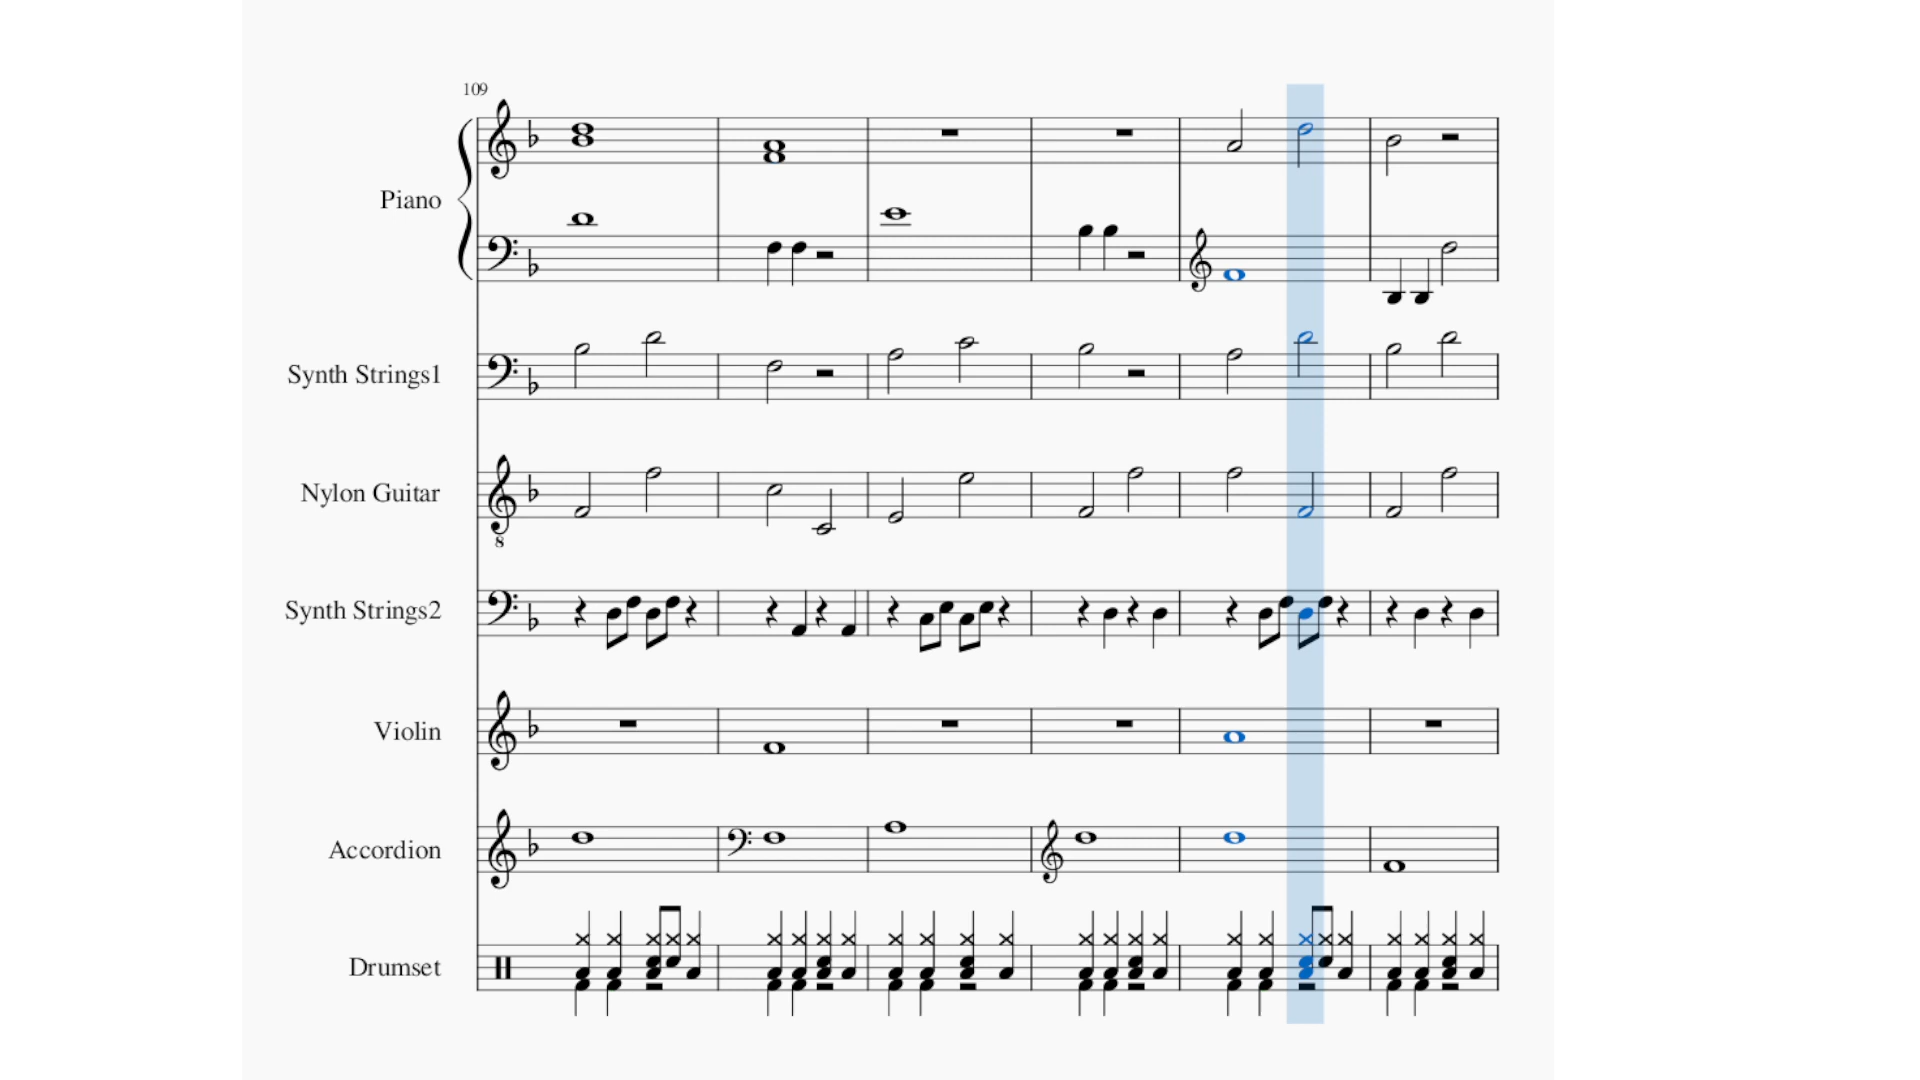 109
Piano
Synth Strings1
Nylon Guitar
8
Synth Strings2
Violin
Accordion
Drumset